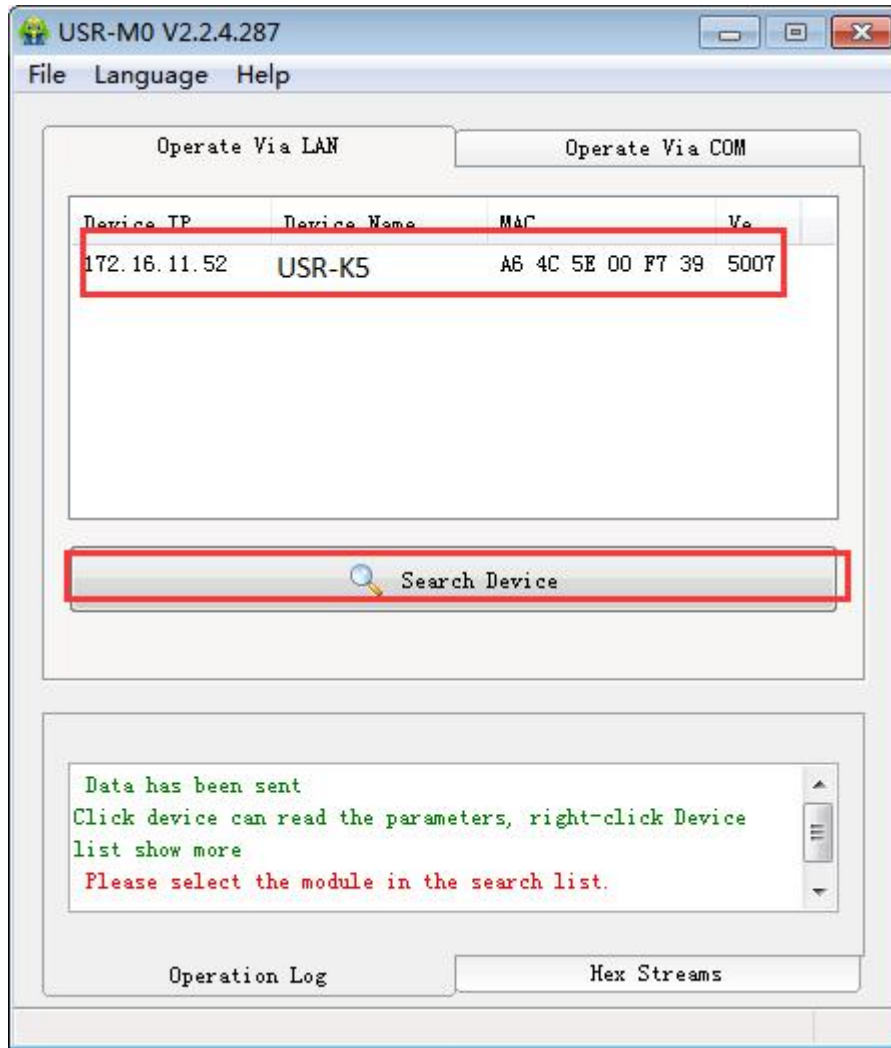 USR-M0 V2.2.4.287
File Language Help
Operate Via LAN Operate Via COM
Device IP Device Name MAC Ve
172.16.11.52 USR-K5 A6 4C 5E 00 F7 39 5007
Search Device
Data has been sent
Click device can read the parameters, right-click Device
list show more
Please select the module in the search list.
Operation Log Hex Streams